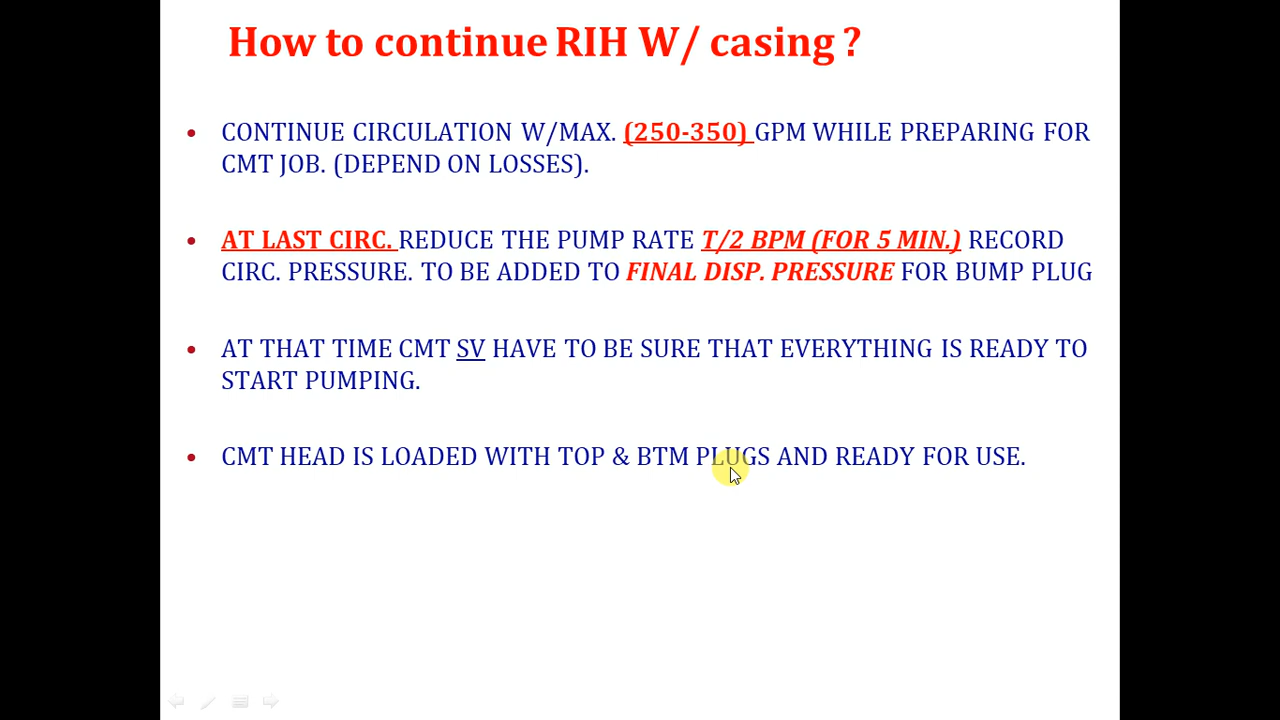 How to continue RIH W/ casing ?
• CONTINUE CIRCULATION W/MAX. (250-350) GPM WHILE PREPARING FOR
CMT JOB. (DEPEND ON LOSSES).
• AT LAST CIRC. REDUCE THE PUMP RATE T/2 BPM (FOR 5 MIN.) RECORD
CIRC. PRESSURE. TO BE ADDED TO FINAL DISP. PRESSURE FOR BUMP PLUG
• AT THAT TIME CMT SV HAVE TO BE SURE THAT EVERYTHING IS READY TO
START PUMPING.
• CMT HEAD IS LOADED WITH TOP & BTM PLUGS AND READY FOR USE.